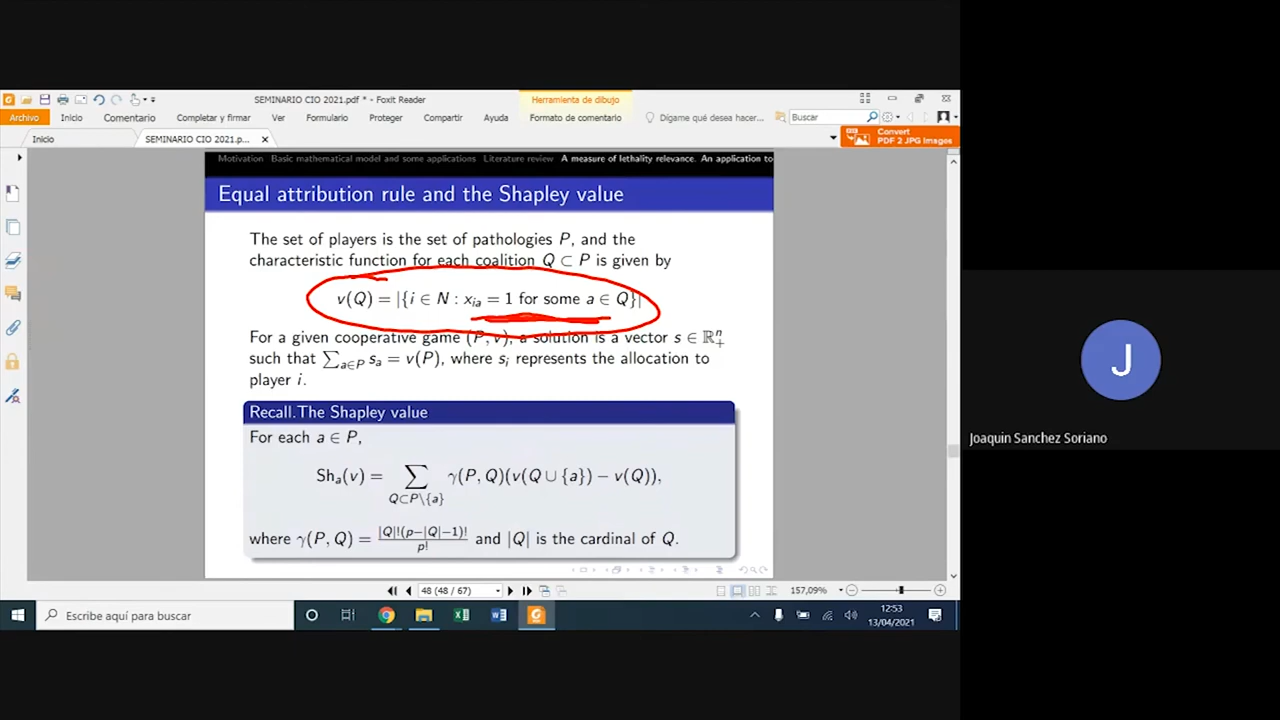 SEMINARIO CIO 2021.pdf * - Foxit Reader
Herramienta de dibujo
Archivo Inicio Comentario Completar y firmar Ver Formulario Proteger Compartir Ayuda Formato de comentario Dígame qué desea hacer... Buscar
Inicio SEMINARIO CIO 2021.p...
Convert
PDF 2 JPG Images
Motivation Basic mathematical model and some applications Literature review A measure of lethality relevance. An application to
Equal attribution rule and the Shapley value
The set of players is the set of pathologies P, and the
characteristic function for each coalition Q ⊂ P is given by
v(Q) = |{i ∈ N : x_{ia} = 1 for some a ∈ Q}|
For a given cooperative game (P, v), a solution is a vector s ∈ ℝ^n_+
such that ∑_{a∈P} s_a = v(P), where s_i represents the allocation to
player i.
Recall.The Shapley value
For each a ∈ P,
Sh_a(v) = ∑_{Q⊂P\{a}} γ(P, Q)(v(Q ∪ {a}) − v(Q)),
where γ(P, Q) = |Q|!(p−|Q|−1)!/p! and |Q| is the cardinal of Q.
48 (48 / 67)
157,09%
Escribe aquí para buscar
12:53
13/04/2021
J
Joaquin Sanchez Soriano